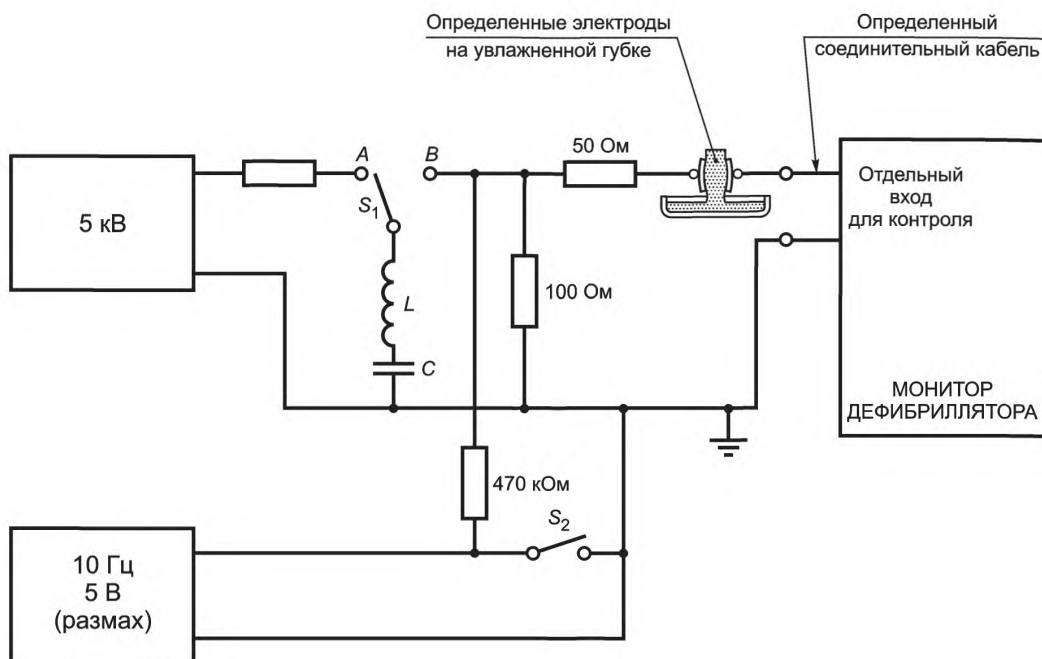 Определенные электроды
на увлажненной губке
Определенный
соединительный кабель
5 кВ
A
B
S1
L
C
50 Ом
100 Ом
Отдельный
вход
для контроля
МОНИТОР
ДЕФИБРИЛЛЯТОРА
470 кОм
S2
10 Гц
5 В
(размах)